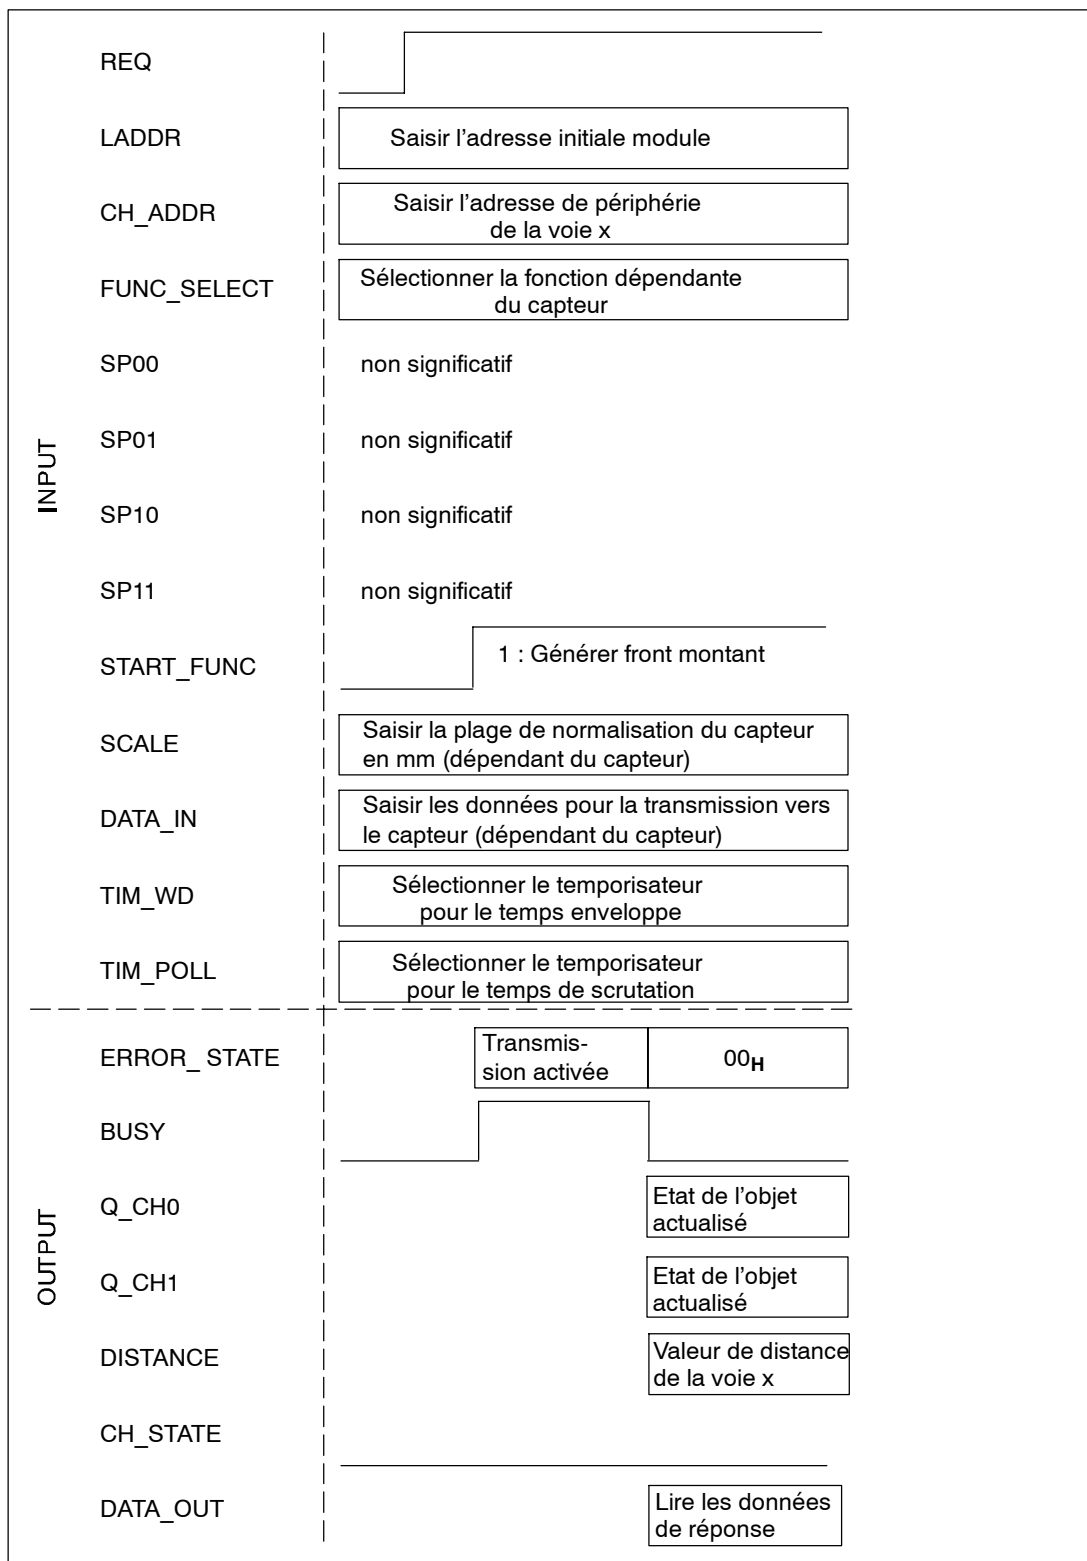 REQ
LADDR
Saisir l’adresse initiale module
CH_ADDR
Saisir l’adresse de périphérie
de la voie x
FUNC_SELECT
Sélectionner la fonction dépendante
du capteur
SP00
non significatif
SP01
non significatif
INPUT
SP10
non significatif
SP11
non significatif
START_FUNC
1 : Générer front montant
SCALE
Saisir la plage de normalisation du capteur
en mm (dépendant du capteur)
DATA_IN
Saisir les données pour la transmission vers
le capteur (dépendant du capteur)
TIM_WD
Sélectionner le temporisateur
pour le temps enveloppe
TIM_POLL
Sélectionner le temporisateur
pour le temps de scrutation
ERROR_ STATE
Transmis-
sion activée
00H
BUSY
Q_CH0
Etat de l’objet
actualisé
OUTPUT
Q_CH1
Etat de l’objet
actualisé
DISTANCE
Valeur de distance
de la voie x
CH_STATE
DATA_OUT
Lire les données
de réponse